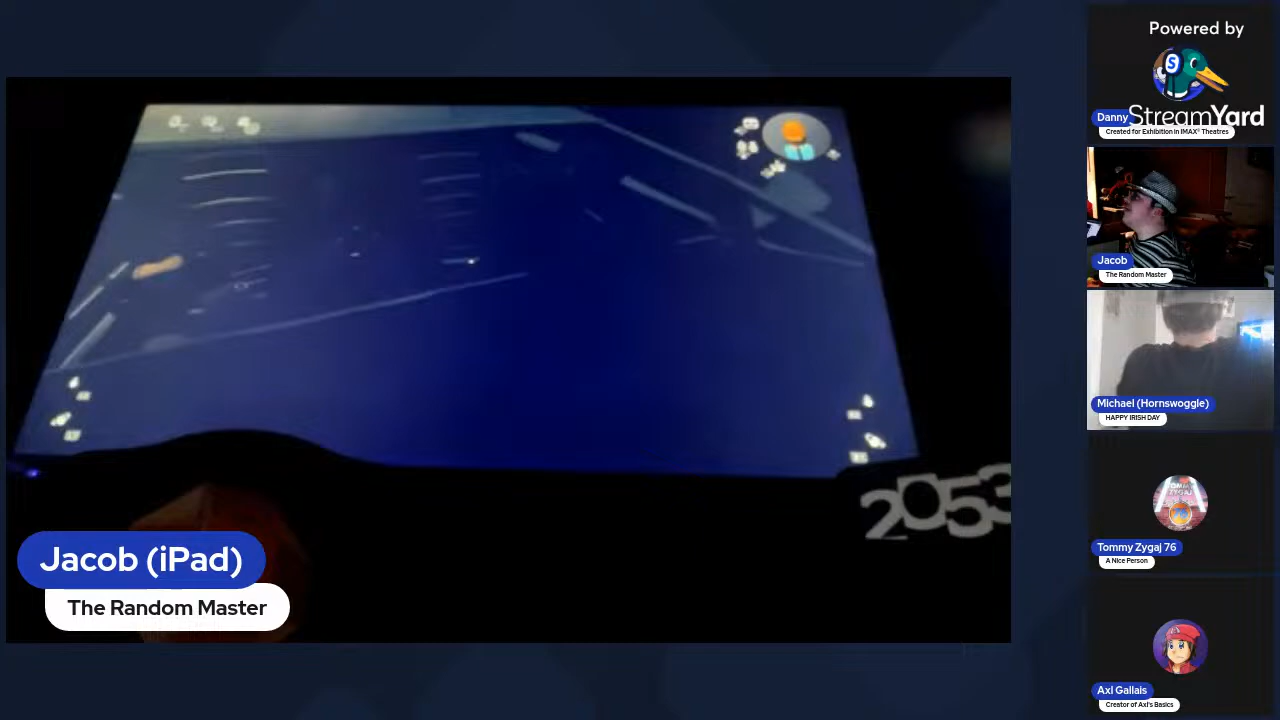 Powered by
StreamYard
Danny
Created for Exhibition in IMAX® Theatres
Jacob
The Random Master
Michael (Hornswoggle)
HAPPY IRISH DAY
Tommy Zygaj 76
A Nice Person
Axl Gallais
Creator of Axl's Basics
2053
Jacob (iPad)
The Random Master